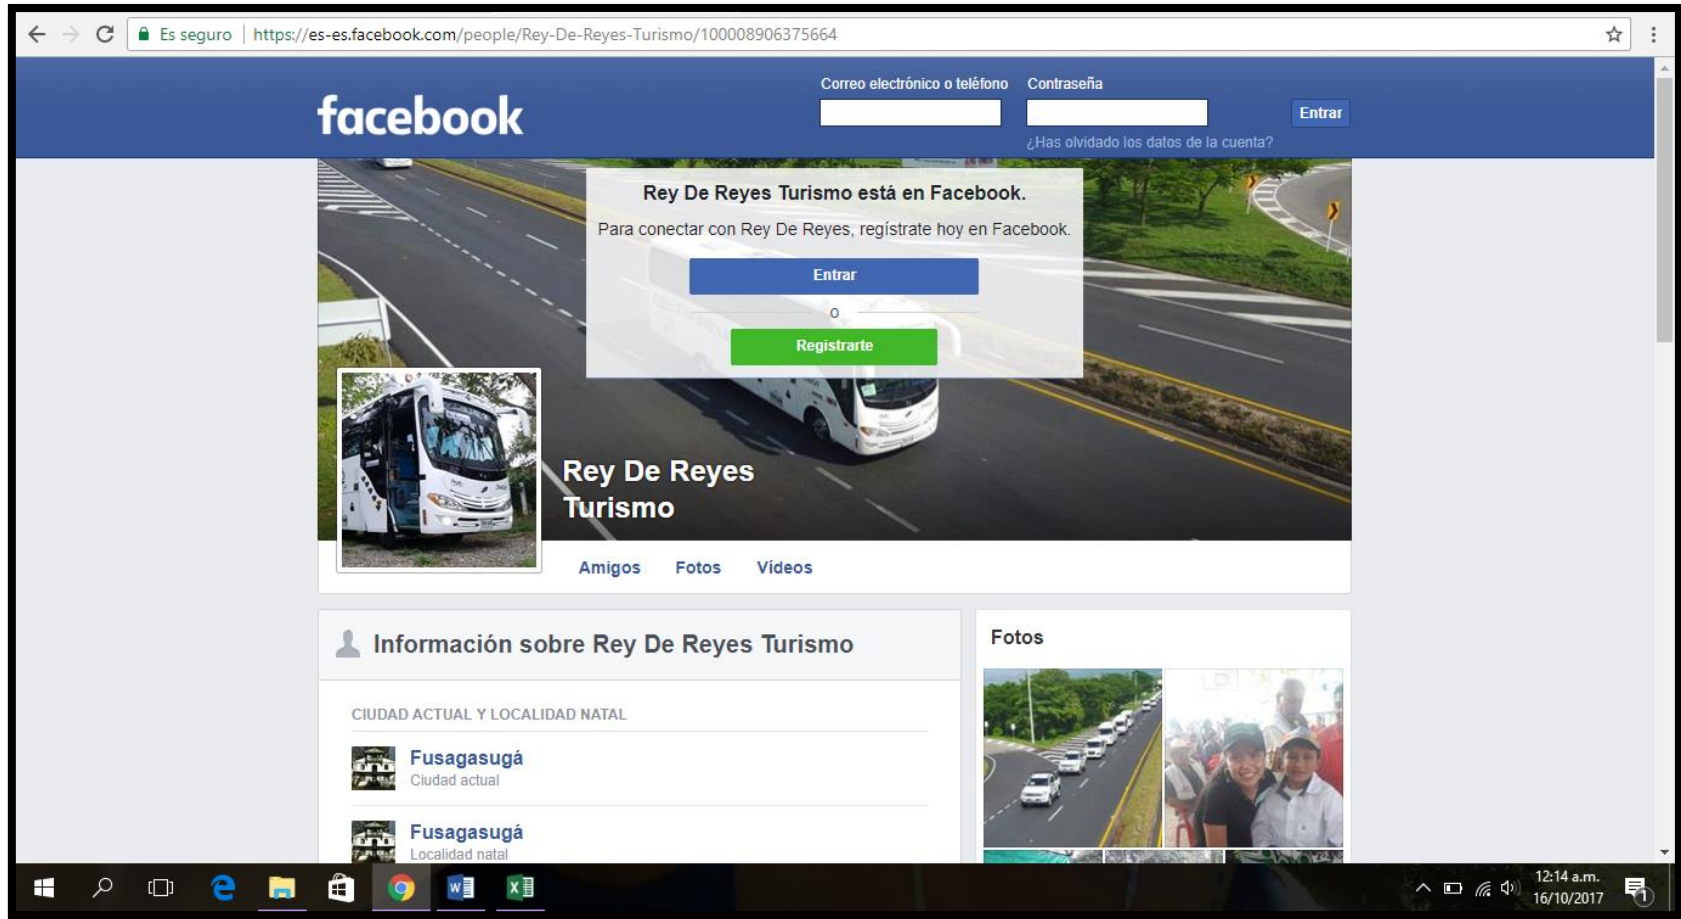 Es seguro
https://es-es.facebook.com/people/Rey-De-Reyes-Turismo/100008906375664
facebook
Correo electrónico o teléfono
Contraseña
Entrar
¿Has olvidado los datos de la cuenta?
Rey De Reyes Turismo está en Facebook.
Para conectar con Rey De Reyes, regístrate hoy en Facebook.
Entrar
o
Registrarte
Rey De Reyes
Turismo
Amigos
Fotos
Vídeos
Información sobre Rey De Reyes Turismo
CIUDAD ACTUAL Y LOCALIDAD NATAL
Fusagasugá
Ciudad actual
Fusagasugá
Localidad natal
Fotos
12:14 a.m.
16/10/2017
1